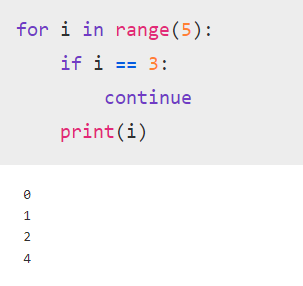 for i in range(5):
    if i == 3:
        continue
    print(i)
0
1
2
4